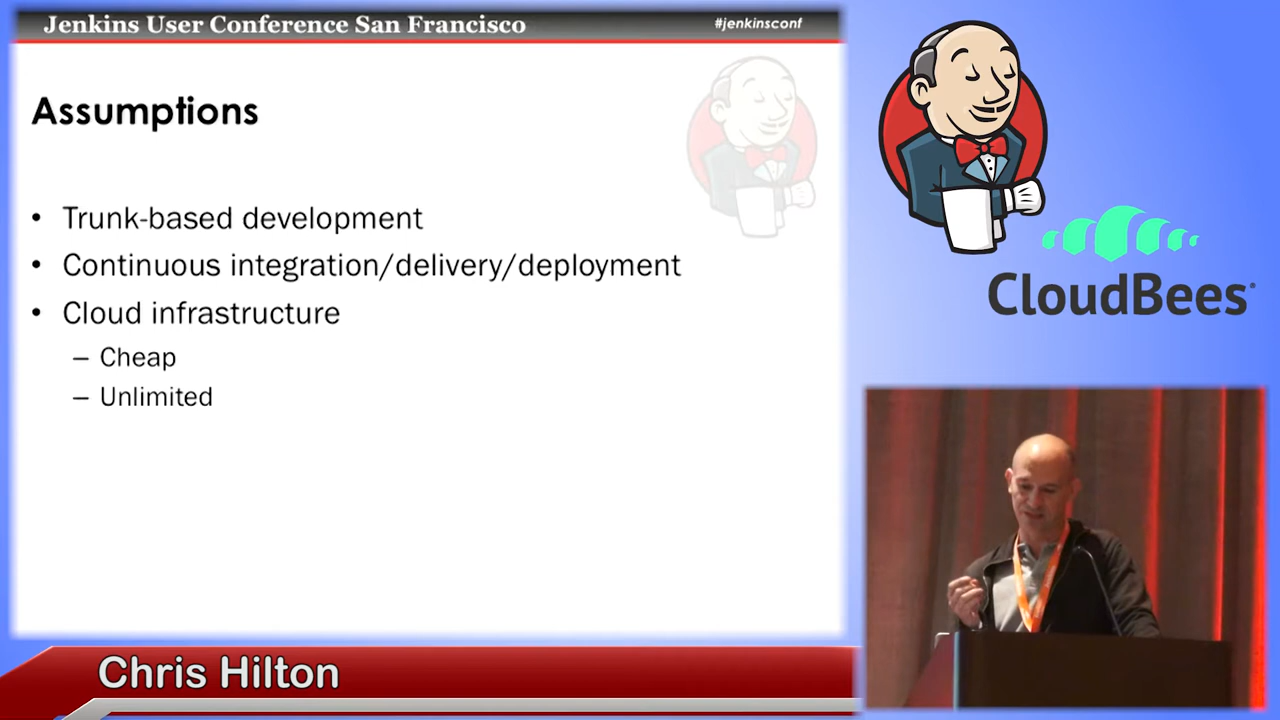 Jenkins User Conference San Francisco
#jenkinsconf
Assumptions
• Trunk-based development
• Continuous integration/delivery/deployment
• Cloud infrastructure
– Cheap
– Unlimited
CloudBees
Chris Hilton